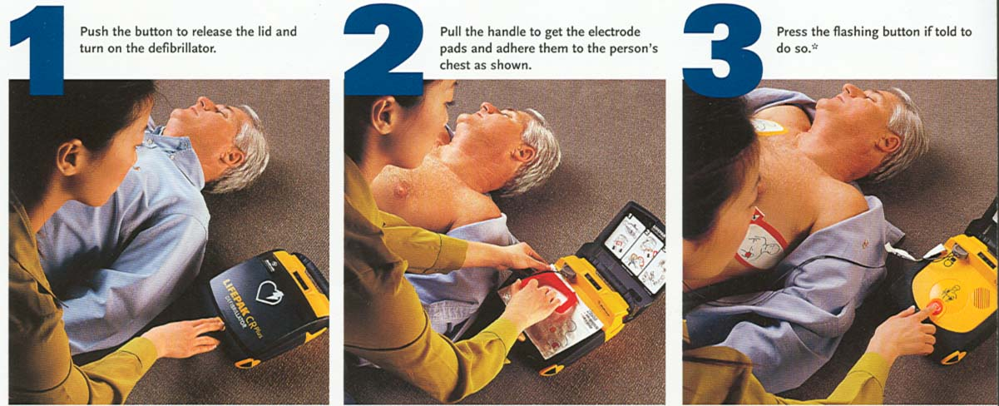 1
Push the button to release the lid and
turn on the defibrillator.
2
Pull the handle to get the electrode
pads and adhere them to the person's
chest as shown.
3
Press the flashing button if told to
do so.*
LIFEPAK CR Plus
DEFIBRILLATOR